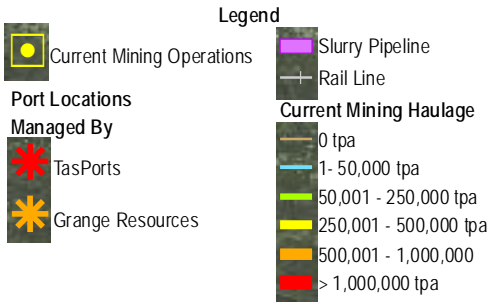 Legend
Current Mining Operations
Port Locations
Managed By
TasPorts
Grange Resources
Slurry Pipeline
Rail Line
Current Mining Haulage
0 tpa
1- 50,000 tpa
50,001 - 250,000 tpa
250,001 - 500,000 tpa
500,001 - 1,000,000
> 1,000,000 tpa